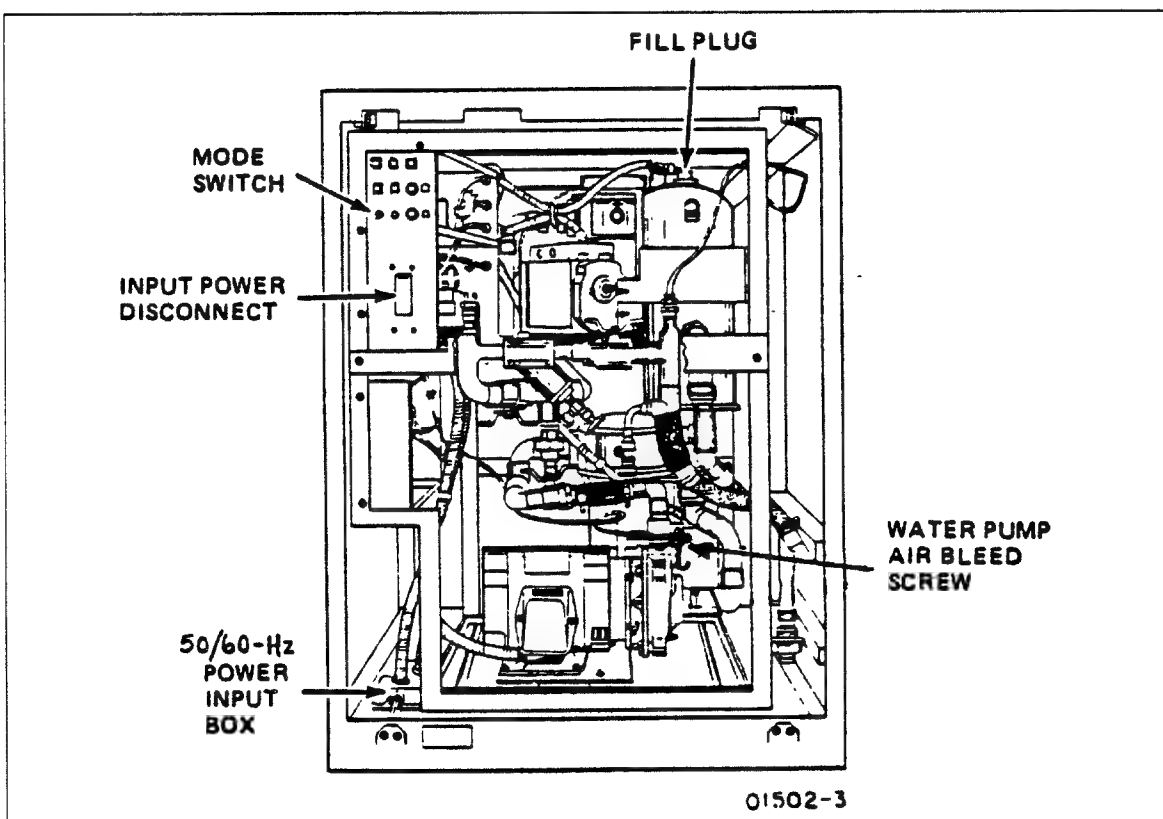 FILL PLUG
MODE
SWITCH
INPUT POWER
DISCONNECT
WATER PUMP
AIR BLEED
SCREW
50/60-Hz
POWER
INPUT
BOX
01502-3